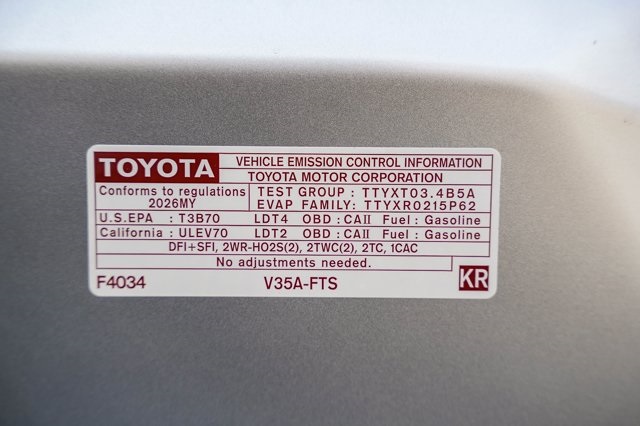 TOYOTA VEHICLE EMISSION CONTROL INFORMATION
TOYOTA MOTOR CORPORATION
Conforms to regulations
2026MY
TEST GROUP : TTYXT03.4B5A
EVAP FAMILY: TTYXR0215P62
U.S.EPA : T3B70 LDT4 OBD : CAII Fuel : Gasoline
California : ULEV70 LDT2 OBD : CAII Fuel : Gasoline
DFI+SFI, 2WR-HO2S(2), 2TWC(2), 2TC, 1CAC
No adjustments needed.
F4034 V35A-FTS KR